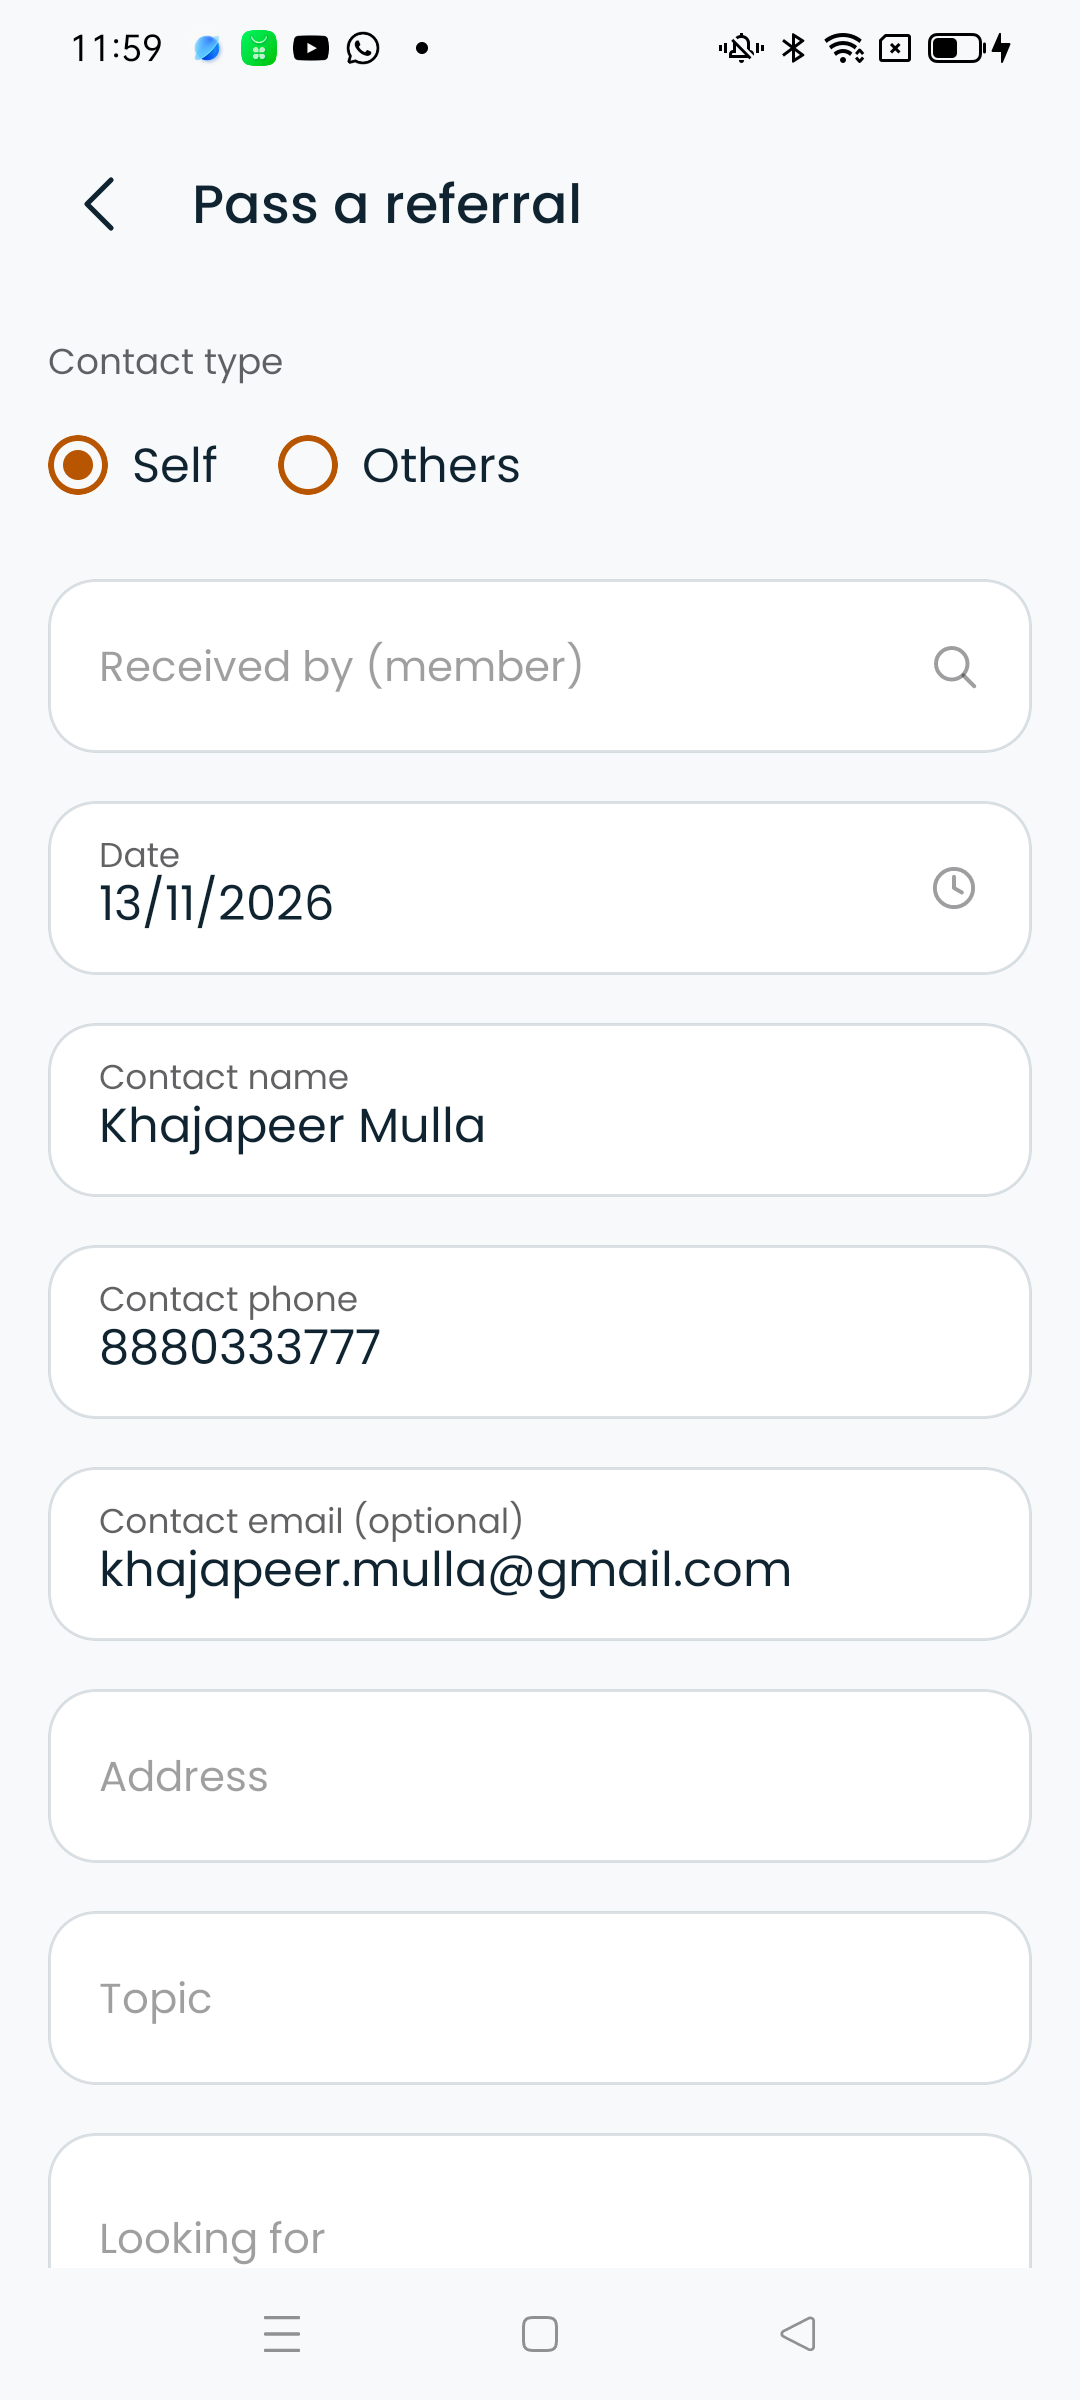 11:59
Pass a referral
Contact type
Self Others
Received by (member)
Date
13/11/2026
Contact name
Khajapeer Mulla
Contact phone
8880333777
Contact email (optional)
khajapeer.mulla@gmail.com
Address
Topic
Looking for